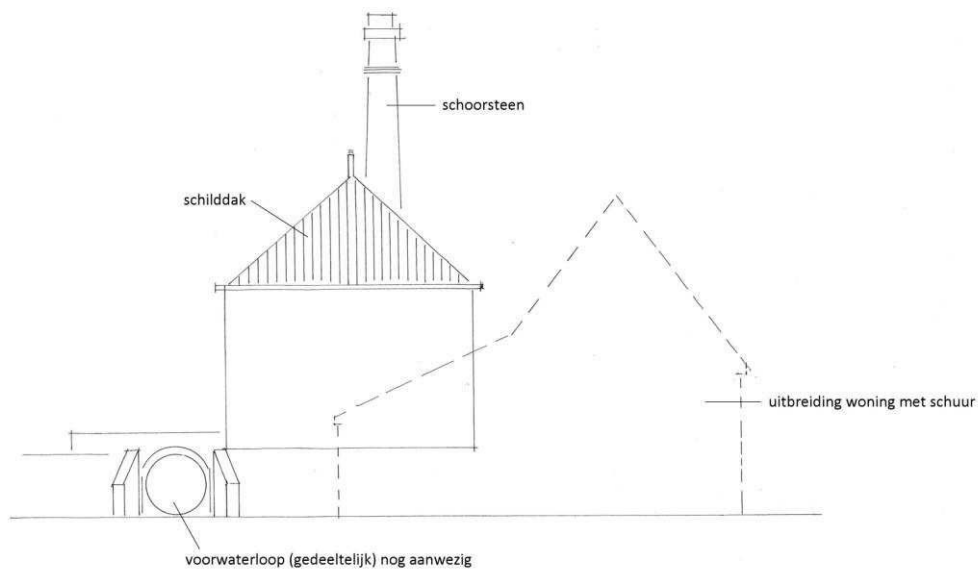 schoorsteen
schilddak
uitbreiding woning met schuur
voorwaterloop (gedeeltelijk) nog aanwezig